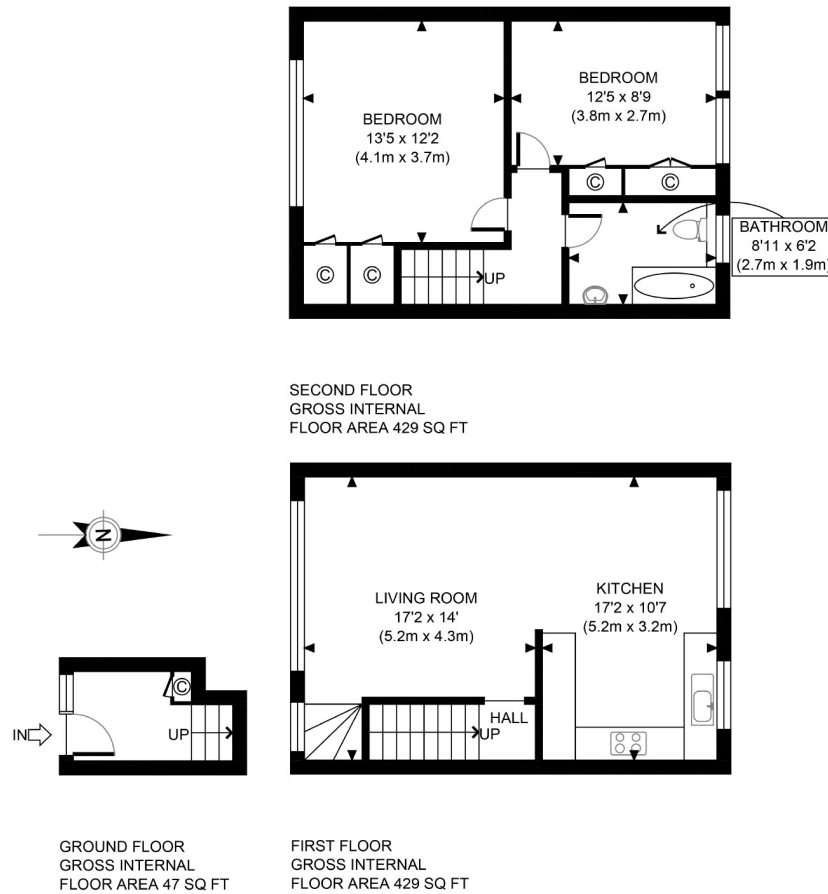 BEDROOM
13'5 x 12'2
(4.1m x 3.7m)
BEDROOM
12'5 x 8'9
(3.8m x 2.7m)
C
C
C
C
UP
BATHROOM
8'11 x 6'2
(2.7m x 1.9m)
SECOND FLOOR
GROSS INTERNAL
FLOOR AREA 429 SQ FT
N
LIVING ROOM
17'2 x 14'
(5.2m x 4.3m)
KITCHEN
17'2 x 10'7
(5.2m x 3.2m)
HALL
UP
C
IN
UP
GROUND FLOOR
GROSS INTERNAL
FLOOR AREA 47 SQ FT
FIRST FLOOR
GROSS INTERNAL
FLOOR AREA 429 SQ FT